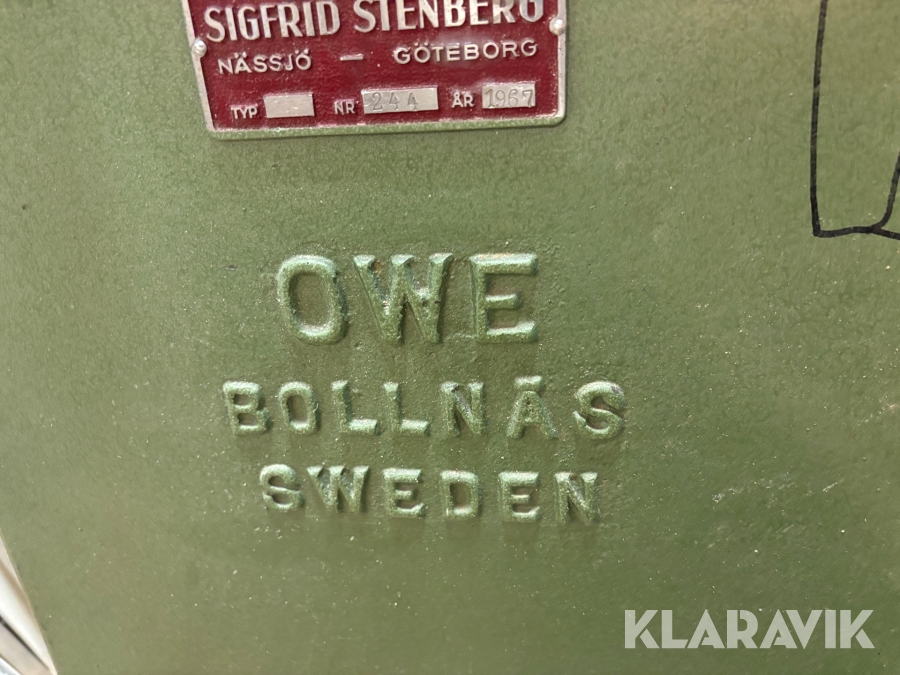 SIGFRID STENBERG
NÄSSJÖ — GÖTEBORG
TYP NR 244 ÅR 1967
OWE
BOLLNÄS
SWEDEN
KLARAVIK